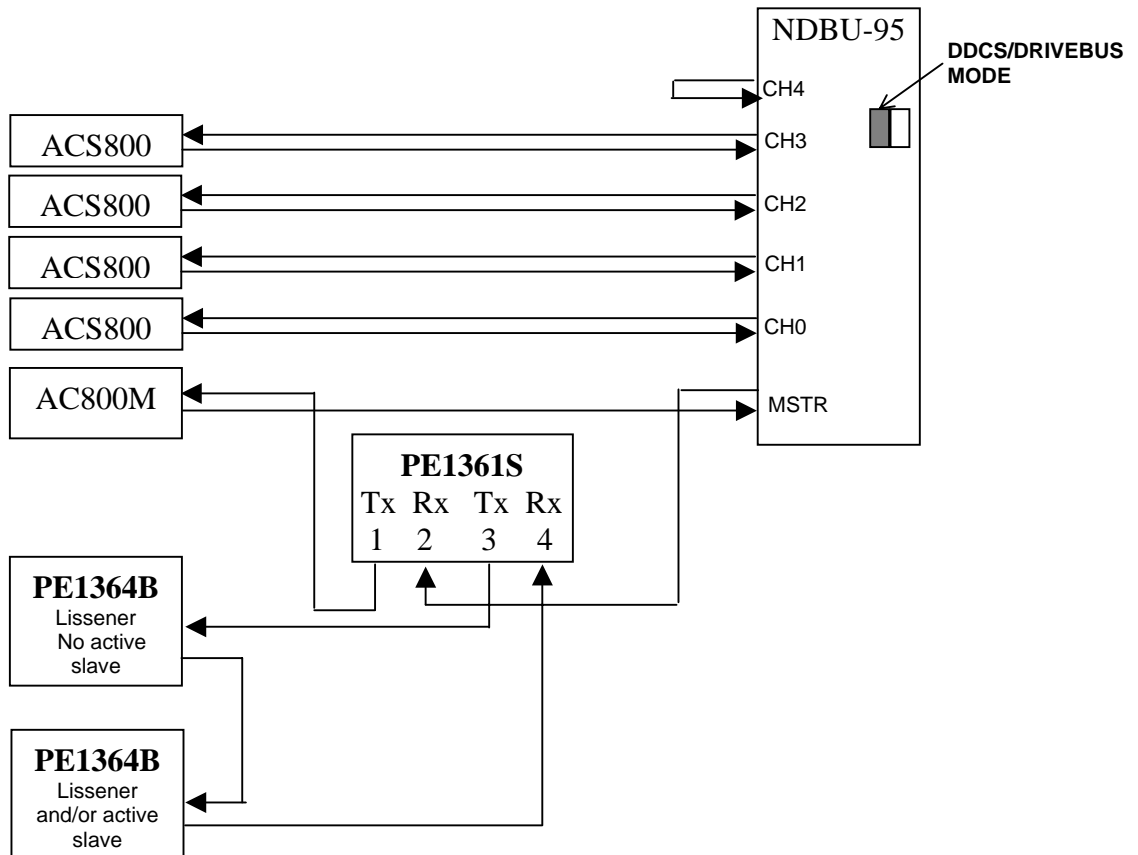 NDBU-95
DDCS/DRIVEBUS
MODE
CH4
ACS800
CH3
ACS800
CH2
ACS800
CH1
ACS800
CH0
AC800M
MSTR
PE1361S
Tx Rx Tx Rx
1 2 3 4
PE1364B
Lissener
No active
slave
PE1364B
Lissener
and/or active
slave